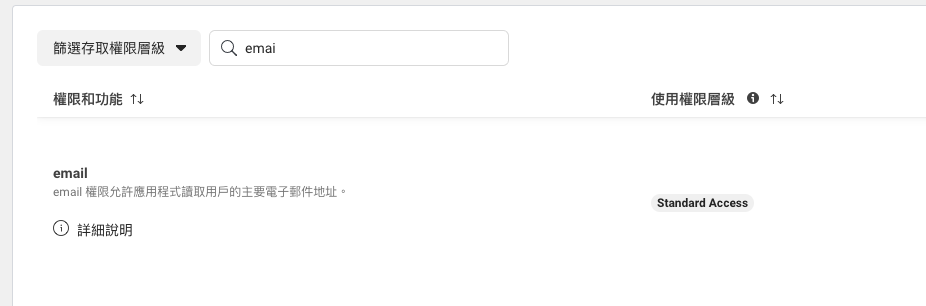 篩選存取權限層級
emai
權限和功能
使用權限層級
email
email 權限允許應用程式讀取用戶的主要電子郵件地址。
Standard Access
詳細說明